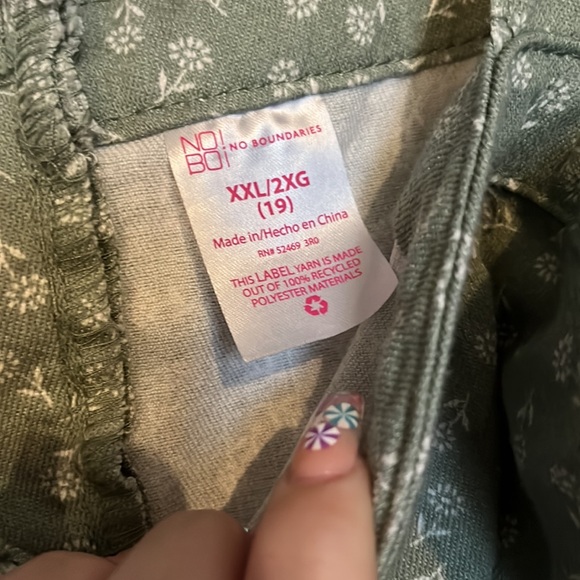 NO!
BO! NO BOUNDARIES
XXL/2XG
(19)
Made in/Hecho en China
RN# 52469 3R0
THIS LABEL YARN IS MADE
OUT OF 100% RECYCLED
POLYESTER MATERIALS